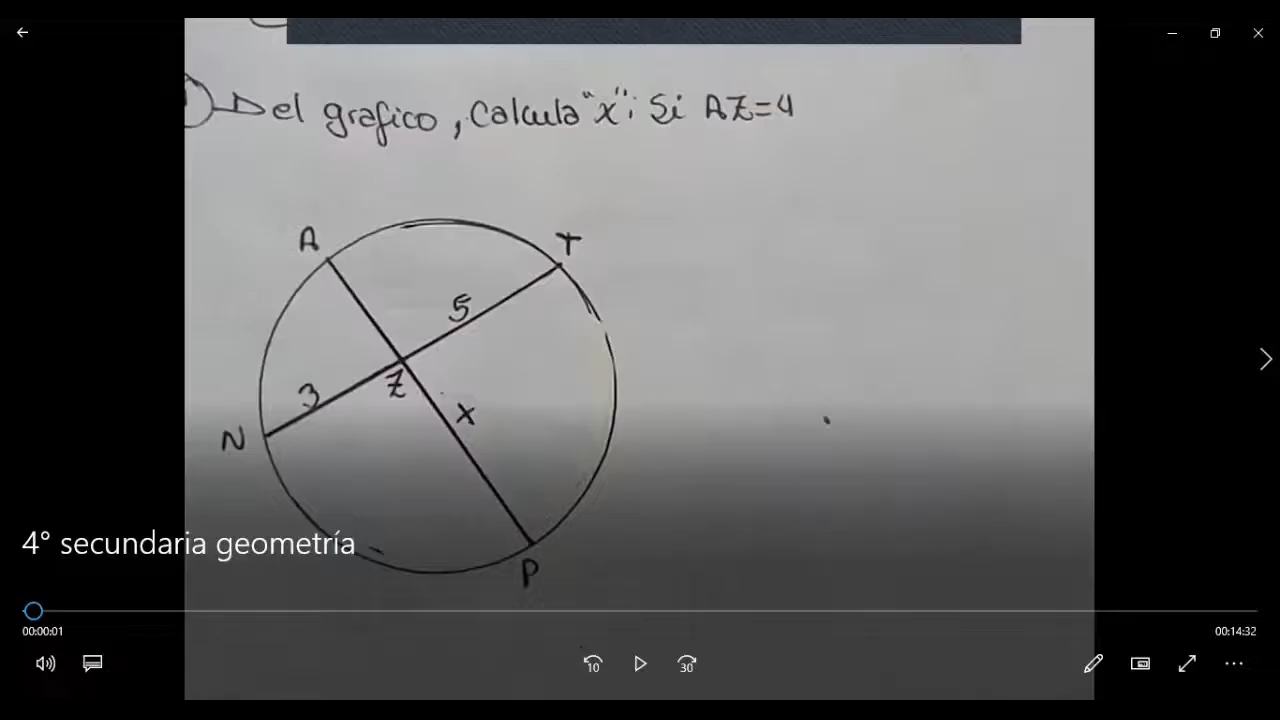 1) Del grafico, Calcula "x"; Si AZ=4
A
T
5
3
Z
x
N
P
4° secundaria geometría
00:00:01
00:14:32
10
30